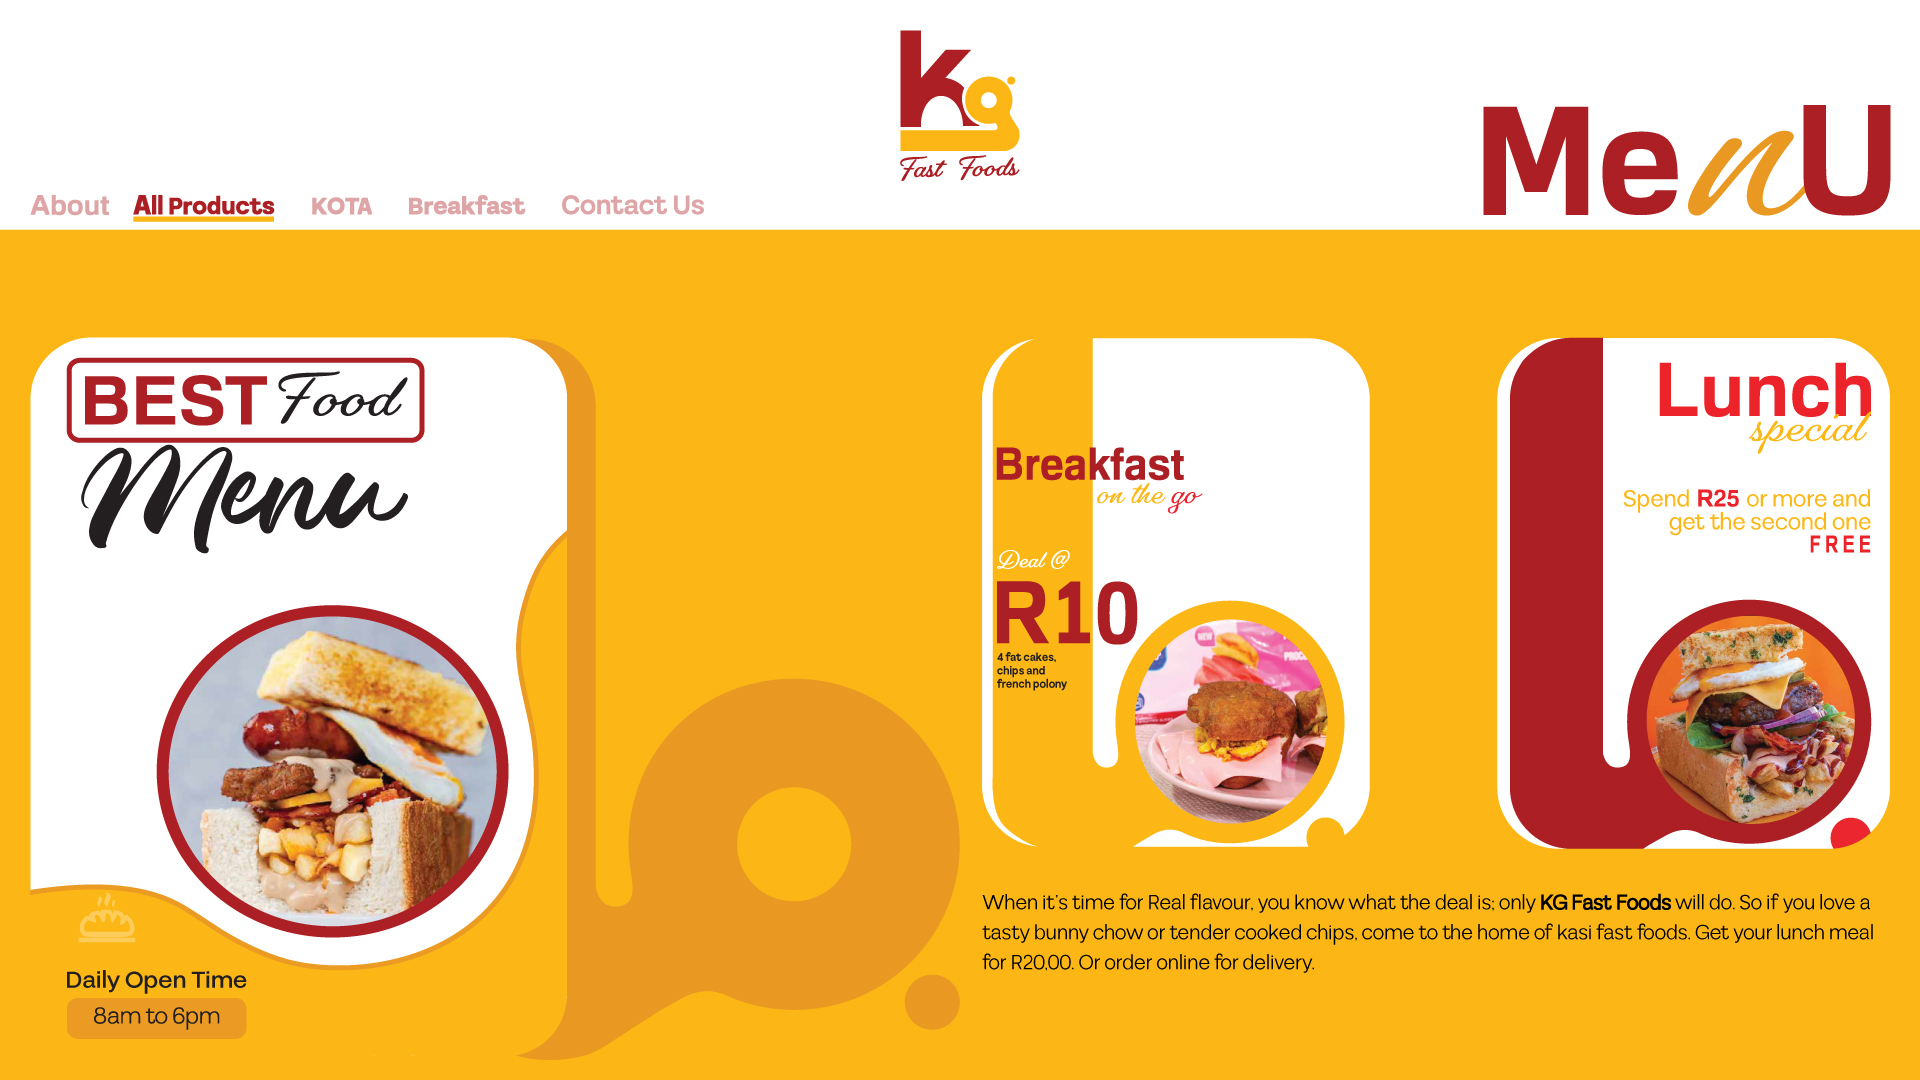 kg
Fast Foods
MenU
About All Products KOTA Breakfast Contact Us
BEST Food
Menu
Daily Open Time
8am to 6pm
Breakfast
on the go
Deal @
R10
4 fat cakes,
chips and
french polony
NEW
Lunch
special
Spend R25 or more and
get the second one
FREE
When it's time for Real flavour, you know what the deal is; only KG Fast Foods will do. So if you love a
tasty bunny chow or tender cooked chips, come to the home of kasi fast foods. Get your lunch meal
for R20,00. Or order online for delivery.